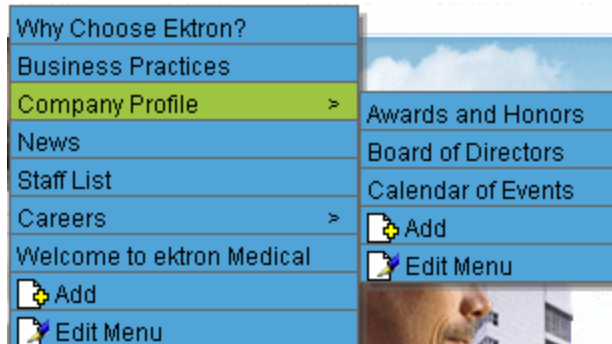 Why Choose Ektron?
Business Practices
Company Profile >
News
Staff List
Careers >
Welcome to ektron Medical
Add
Edit Menu
Awards and Honors
Board of Directors
Calendar of Events
Add
Edit Menu